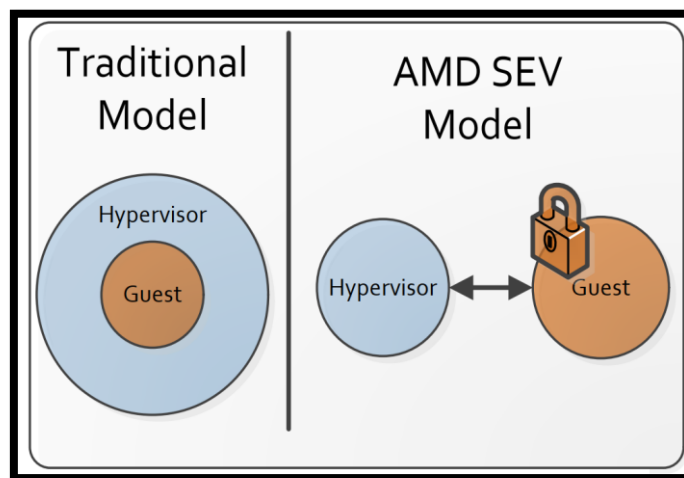 Traditional
Model
Hypervisor
Guest
AMD SEV
Model
Hypervisor
Guest